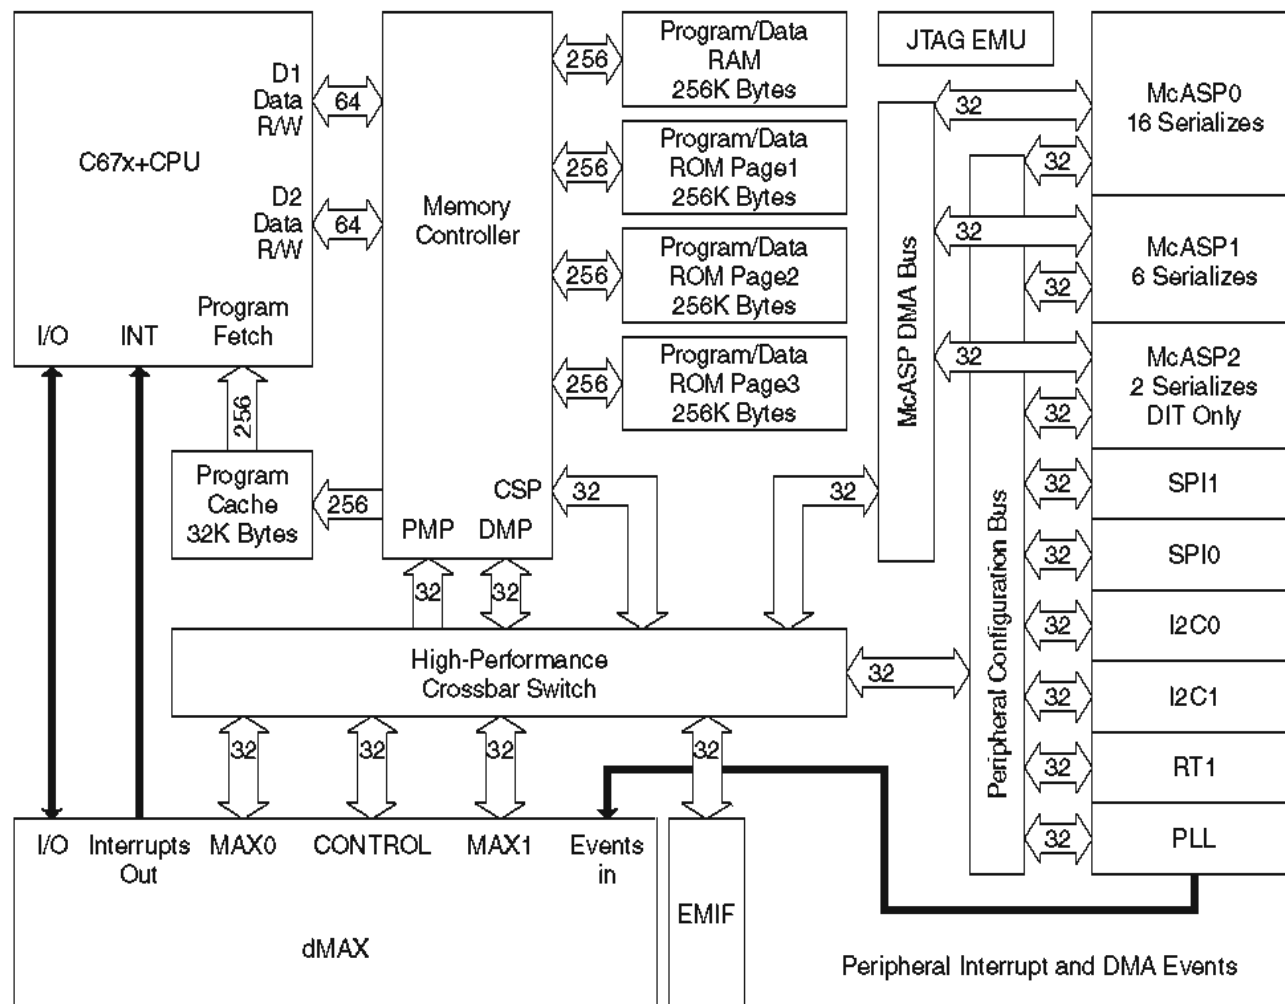 C67x+CPU
D1
Data
R/W
D2
Data
R/W
I/O
INT
Program
Fetch
64
64
256
Program
Cache
32K Bytes
256
Memory
Controller
CSP
PMP
DMP
256
256
256
256
Program/Data
RAM
256K Bytes
Program/Data
ROM Page1
256K Bytes
Program/Data
ROM Page2
256K Bytes
Program/Data
ROM Page3
256K Bytes
32
32
32
32
High-Performance
Crossbar Switch
32
32
32
32
32
I/O
Interrupts
Out
MAX0
CONTROL
MAX1
Events
in
dMAX
EMIF
JTAG EMU
McASP DMA Bus
Peripheral Configuration Bus
32
32
32
32
32
32
32
32
32
32
32
32
McASP0
16 Serializes
McASP1
6 Serializes
McASP2
2 Serializes
DIT Only
SPI1
SPI0
I2C0
I2C1
RT1
PLL
Peripheral Interrupt and DMA Events